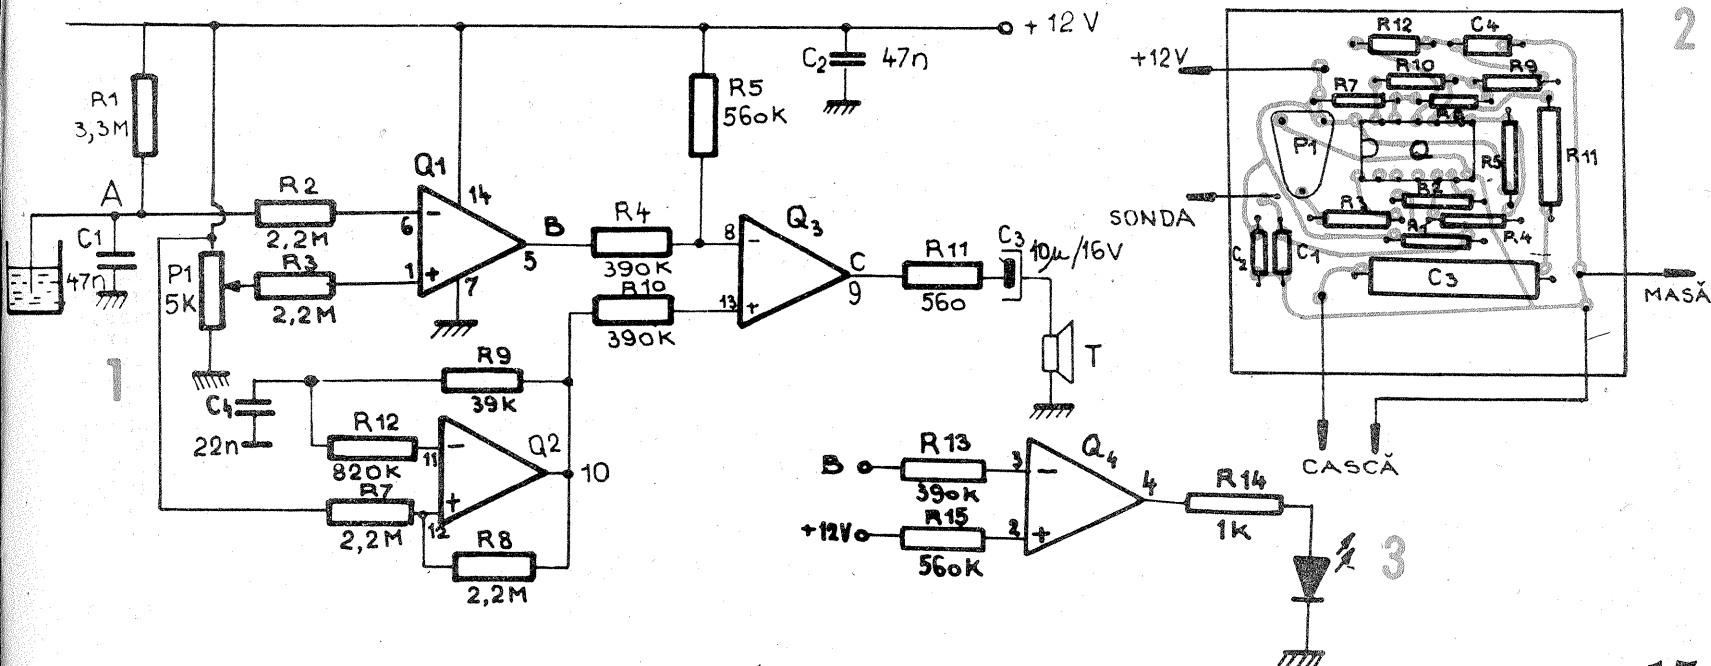 + 12 V
R1
3,3M
A
C1
47n
P1
5K
R2
2,2M
R3
2,2M
Q1
14
6
1
7
5
B
R5
560K
C2
47n
R4
390K
R10
390K
8
13
Q3
C
9
R11
560
C3
10µ/16V
T
1
R9
39K
C4
22n
R12
820K
R7
2,2M
R8
2,2M
11
12
Q2
10
B
+12V
R13
390K
R15
560K
3
2
Q4
4
R14
1K
3
2
+12V
SONDA
MASĂ
CASCĂ
R12
C4
R10
R9
R7
P1
Q
R5
R11
R2
R3
R4
R1
C2
C1
C3